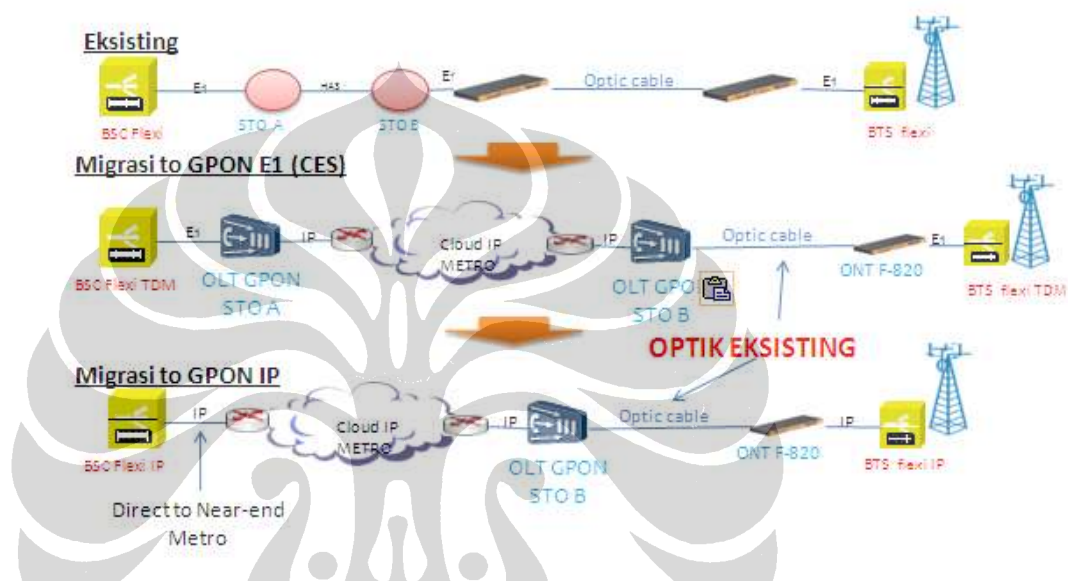 Eksisting
E1
HAS
E1
Optic cable
E1
BSC Flexi
STO A
STO B
BTS flexi
Migrasi to GPON E1 (CES)
E1
IP
Cloud IP
METRO
IP
Optic cable
E1
BSC Flexi TDM
OLT GPON
STO A
OLT GPO
STO B
ONT F-820
BTS flexi TDM
OPTIK EKSISTING
Migrasi to GPON IP
IP
Cloud IP
METRO
IP
Optic cable
IP
BSC Flexi IP
OLT GPON
STO B
ONT F-820
BTS flexi IP
Direct to Near-end
Metro